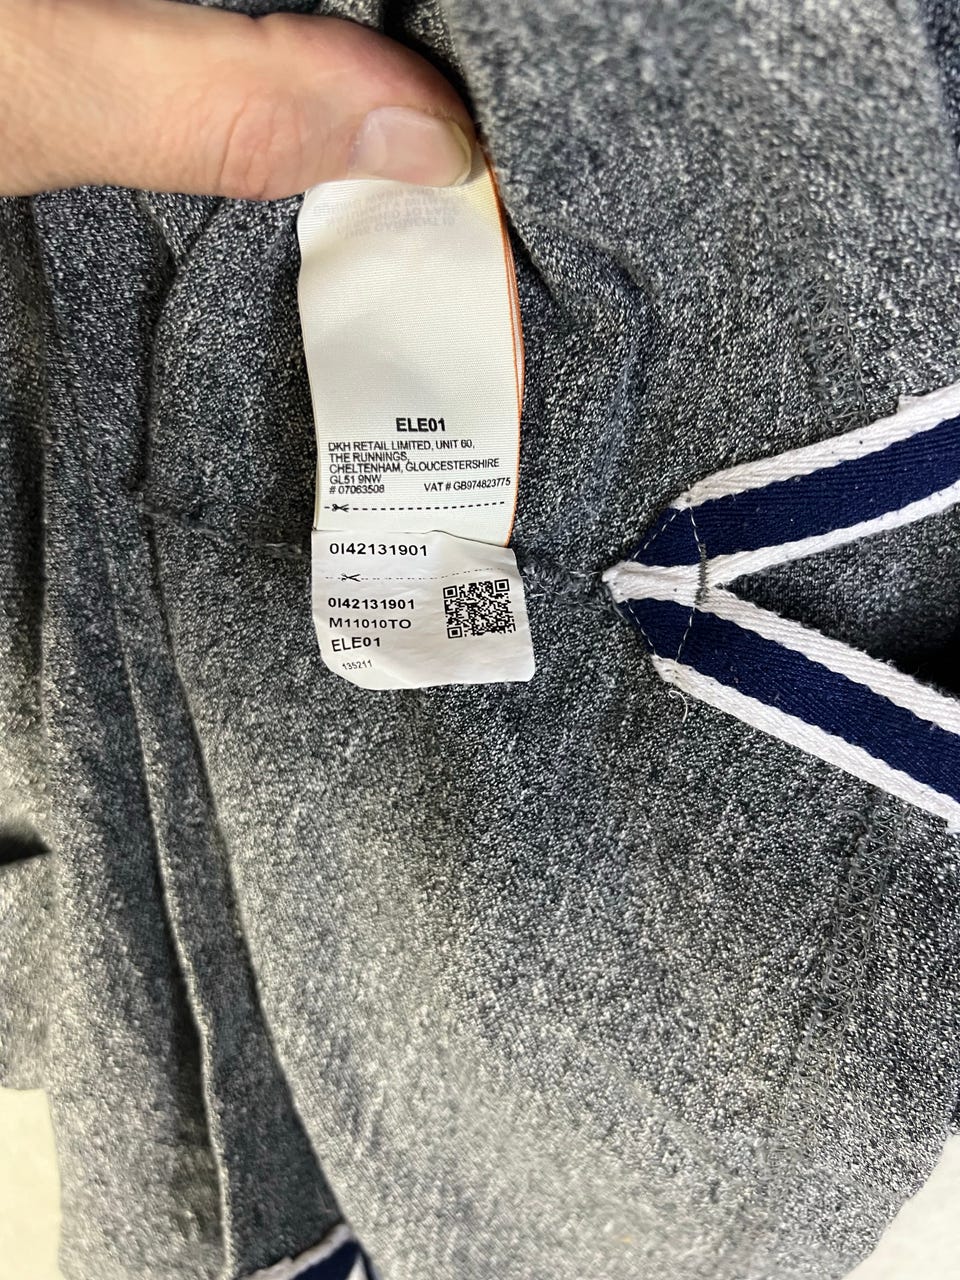 ELE01
DKH RETAIL LIMITED, UNIT 60,
THE RUNNINGS,
CHELTENHAM, GLOUCESTERSHIRE
GL51 9NW
# 07063508 VAT # GB974823775
0I42131901
0I42131901
M11010TO
ELE01
135211